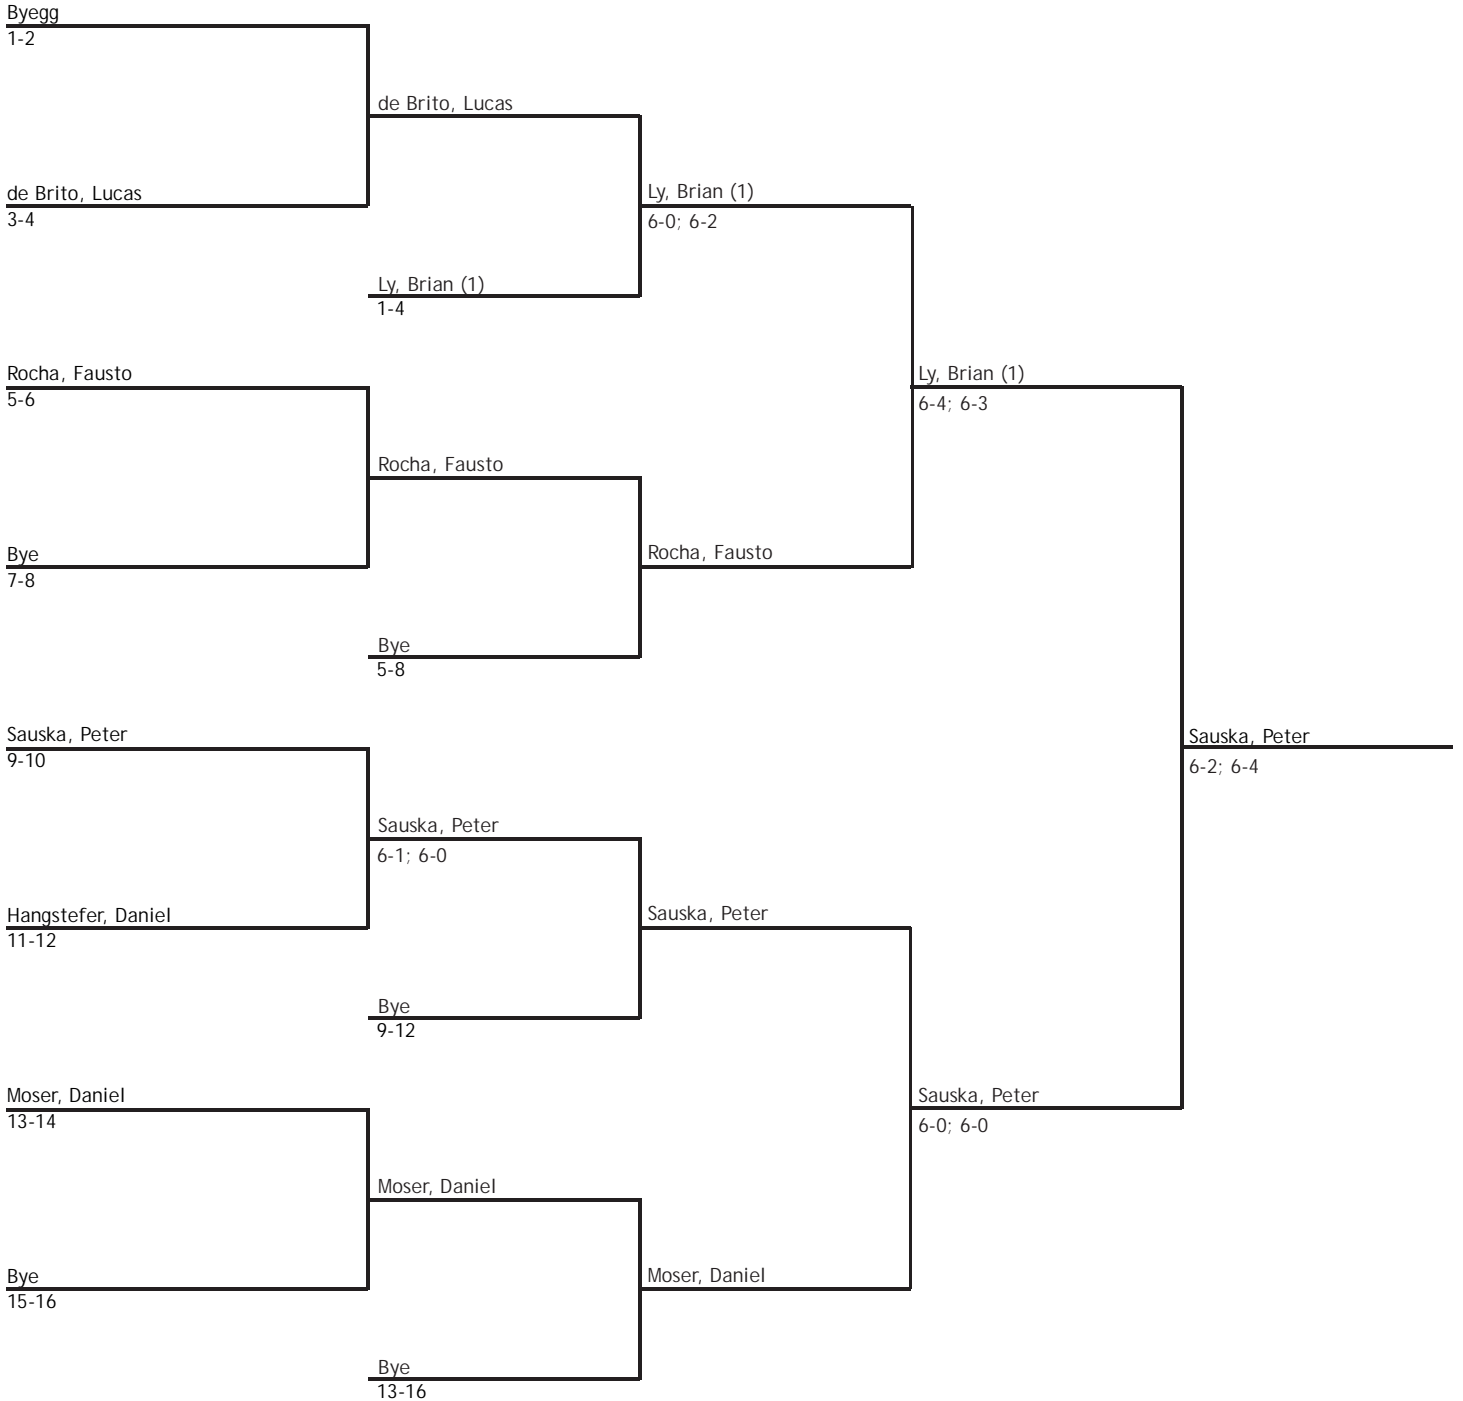 Byegg
1-2
de Brito, Lucas
de Brito, Lucas
3-4
Ly, Brian (1)
6-0; 6-2
Ly, Brian (1)
1-4
Rocha, Fausto
5-6
Ly, Brian (1)
6-4; 6-3
Rocha, Fausto
Bye
7-8
Rocha, Fausto
Bye
5-8
Sauska, Peter
9-10
Sauska, Peter
6-2; 6-4
Sauska, Peter
6-1; 6-0
Hangstefer, Daniel
11-12
Sauska, Peter
Bye
9-12
Moser, Daniel
13-14
Sauska, Peter
6-0; 6-0
Moser, Daniel
Bye
15-16
Moser, Daniel
Bye
13-16